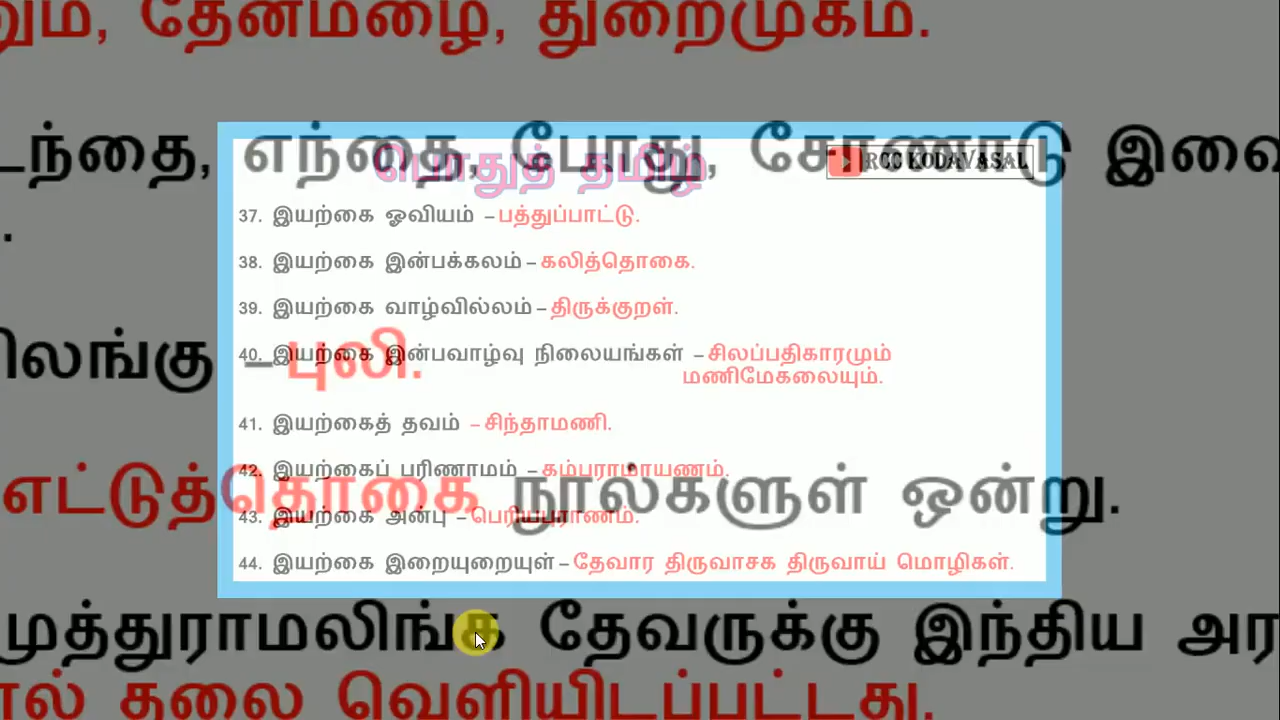 னும், தேன்மழை, துறைமுகம்.
டந்தை, எந்தை, போது, கோணாடு இவை
பொதுத் தமிழ்
RCC KODAVASAL
37. இயற்கை ஓவியம் – பத்துப்பாட்டு.
38. இயற்கை இன்பக்கலம் – கலித்தொகை.
39. இயற்கை வாழ்வில்லம் – திருக்குறள்.
லங்கு – புலி.
40. இயற்கை இன்பவாழ்வு நிலையங்கள் – சிலப்பதிகாரமும்
மணிமேகலையும்.
41. இயற்கைத் தவம் – சிந்தாமணி.
42. இயற்கைப் பரிணாமம் – கம்பராமாயணம்.
எட்டுத்தொகை நூல்களுள் ஒன்று.
43. இயற்கை அன்பு – பெரியபுராணம்.
44. இயற்கை இறையுறையுள் – தேவார திருவாசக திருவாய் மொழிகள்.
முத்துராமலிங்க தேவருக்கு இந்திய அர
ால் தலை வெளியிடப்பட்டது.